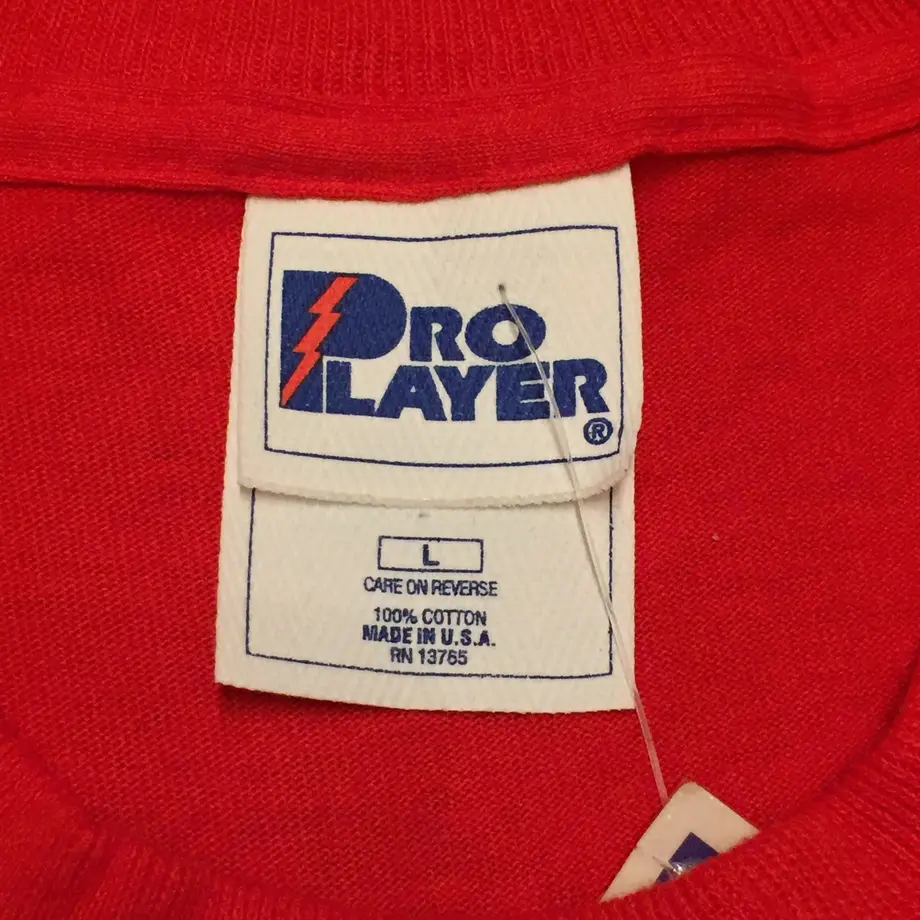 PRO
PLAYER
®
L
CARE ON REVERSE
100% COTTON
MADE IN U.S.A.
RN 13765